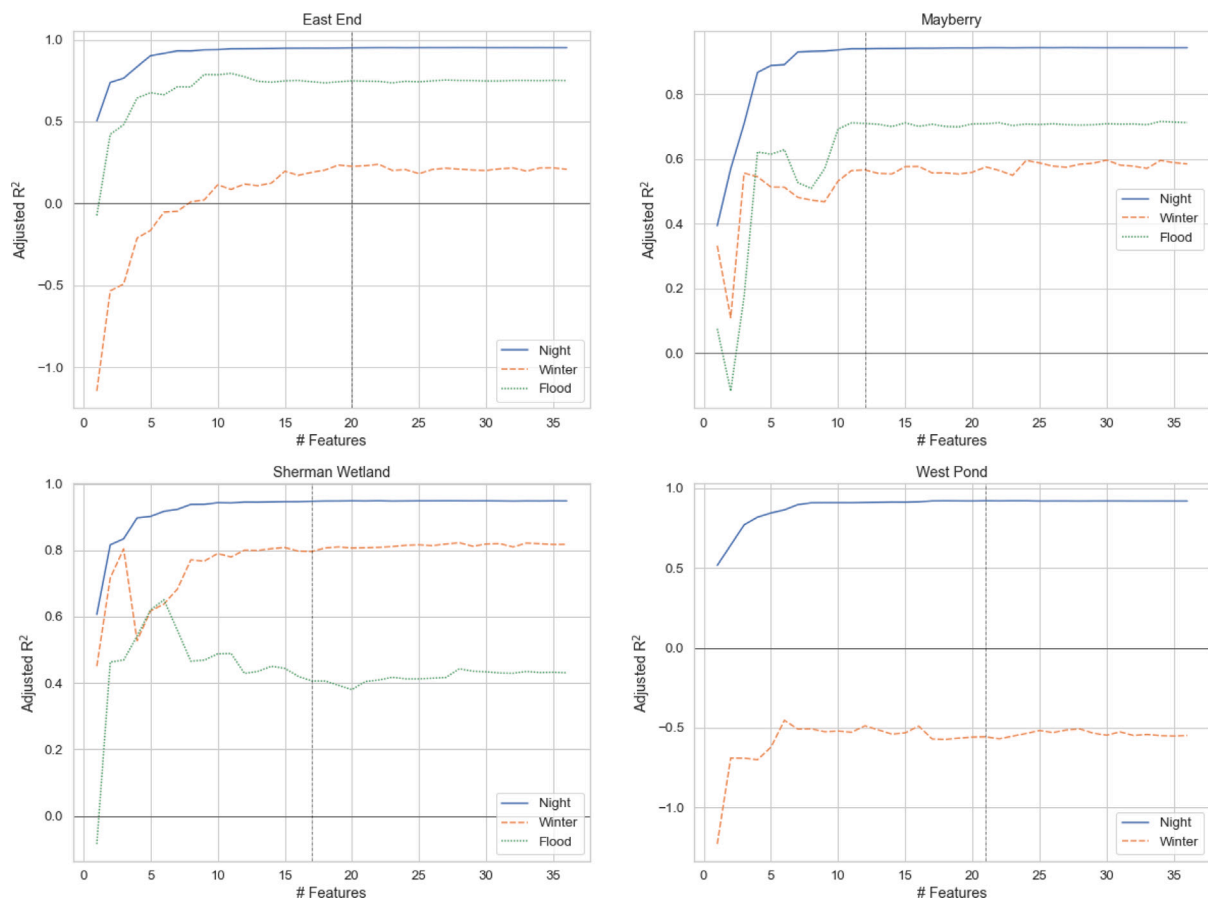 East End
1.0
0.5
0.0
−0.5
−1.0
Adjusted R²
0 5 10 15 20 25 30 35
# Features
Night
Winter
Flood
Mayberry
0.8
0.6
0.4
0.2
0.0
Adjusted R²
0 5 10 15 20 25 30 35
# Features
Night
Winter
Flood
Sherman Wetland
1.0
0.8
0.6
0.4
0.2
0.0
Adjusted R²
0 5 10 15 20 25 30 35
# Features
Night
Winter
Flood
West Pond
1.0
0.5
0.0
−0.5
−1.0
Adjusted R²
0 5 10 15 20 25 30 35
# Features
Night
Winter